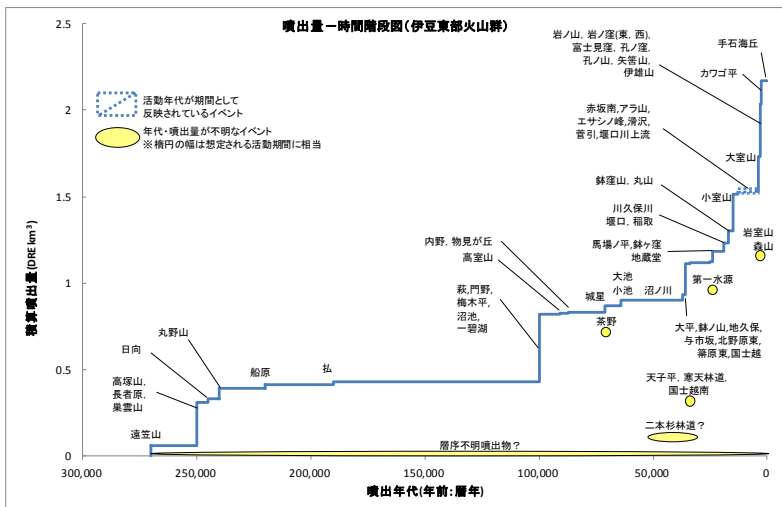 噴出量ー時間階段図(伊豆東部火山群)
活動年代が期間として
反映されているイベント
年代・噴出量が不明なイベント
※楕円の幅は想定される活動期間に相当
積算噴出量(DRE km³)
2.5
2
1.5
1
0.5
0
岩ノ山, 岩ノ窪(東, 西),
富士見窪, 孔ノ窪,
孔ノ山, 矢筈山,
伊雄山
手石海丘
カワゴ平
赤坂南, アラ山,
エサシノ峰, 滑沢,
菅引, 堰口川上流
大室山
鉢窪山, 丸山
小室山
川久保川
堰口, 稲取
岩室山
森山
内野, 物見が丘
高室山
馬場ノ平, 鉢ヶ窪
地蔵堂
萩, 門野,
梅木平,
沼池,
一碧湖
城星
大池
小池
沼ノ川
第一水源
茶野
大平, 鉢ノ山, 地久保,
与市坂, 北野原東,
箒原東, 国士越
丸野山
日向
高塚山,
長者原,
巣雲山
船原
払
天子平, 寒天林道,
国士越南
遠笠山
二本杉林道?
層序不明噴出物?
300,000
250,000
200,000
150,000
100,000
50,000
0
噴出年代(年前:暦年)